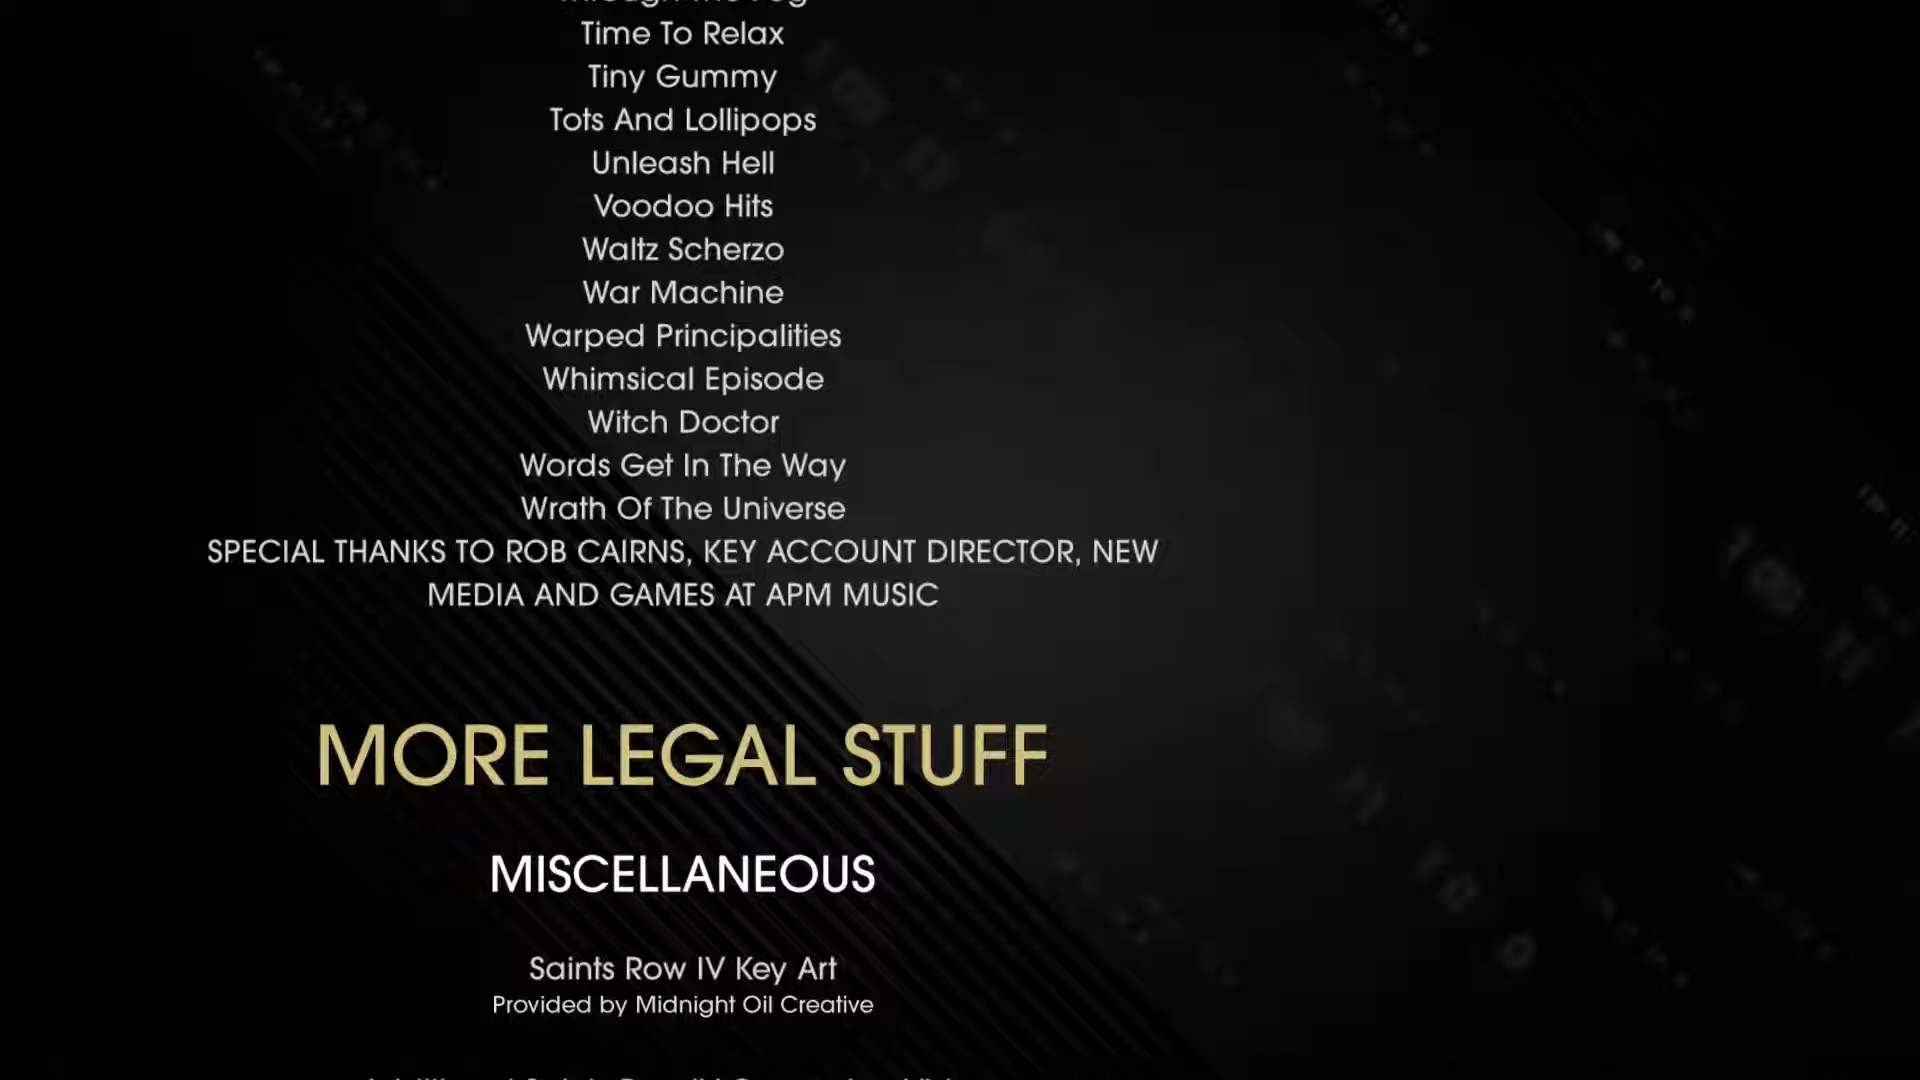 Time To Relax
Tiny Gummy
Tots And Lollipops
Unleash Hell
Voodoo Hits
Waltz Scherzo
War Machine
Warped Principalities
Whimsical Episode
Witch Doctor
Words Get In The Way
Wrath Of The Universe
SPECIAL THANKS TO ROB CAIRNS, KEY ACCOUNT DIRECTOR, NEW
MEDIA AND GAMES AT APM MUSIC
MORE LEGAL STUFF
MISCELLANEOUS
Saints Row IV Key Art
Provided by Midnight Oil Creative